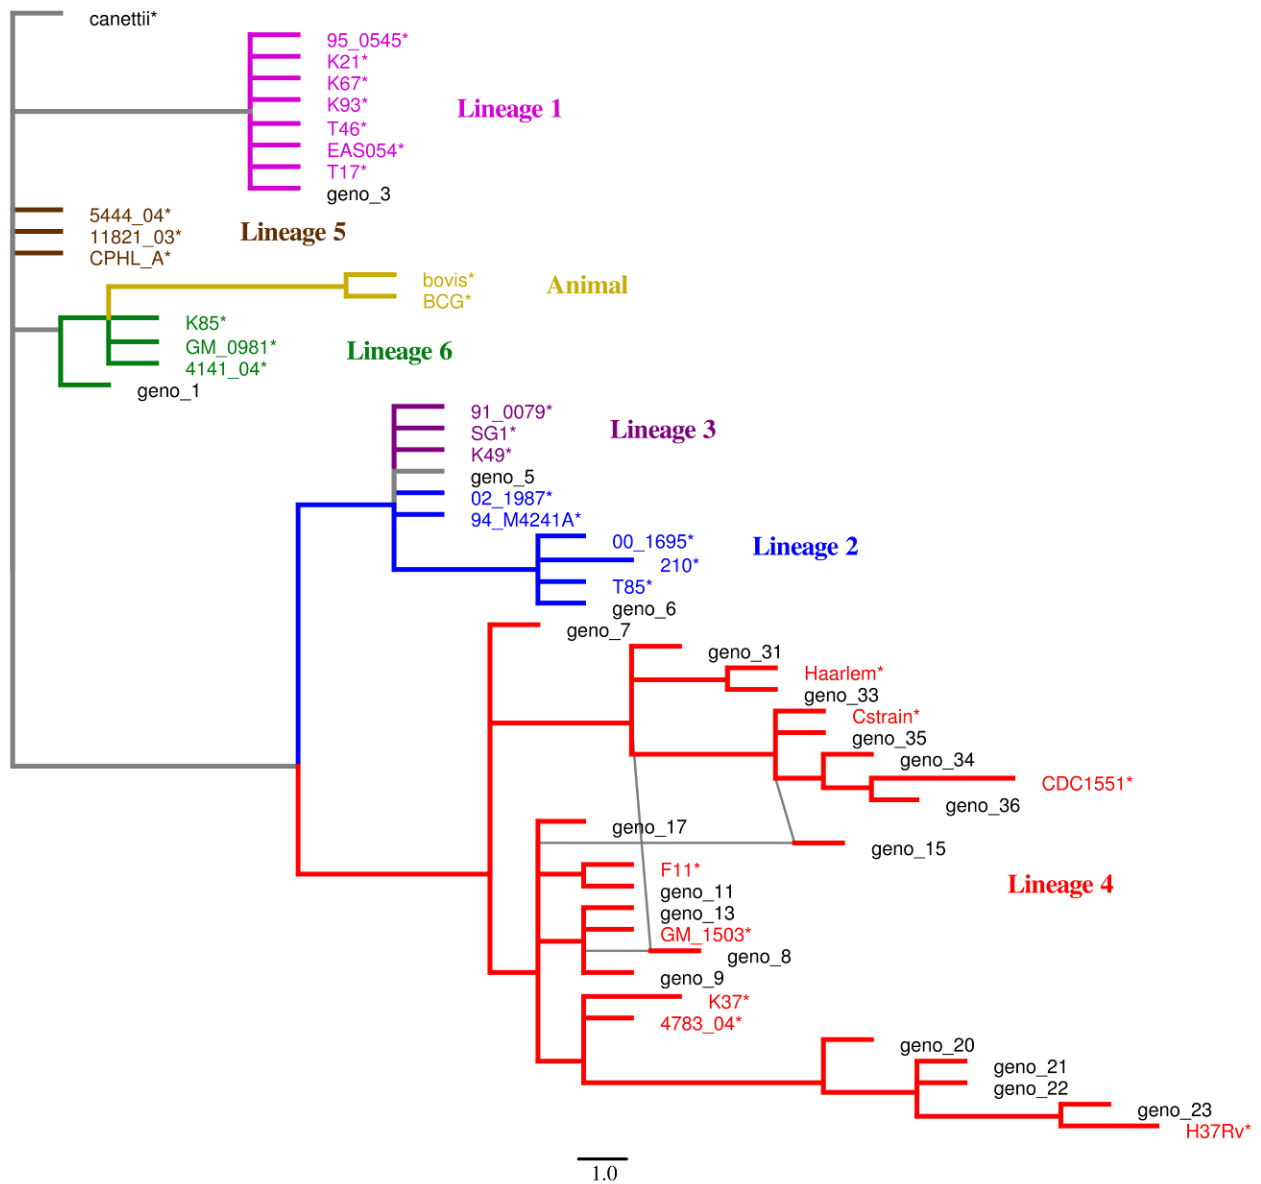 canettii*
95_0545*
K21*
K67*
K93*
Lineage 1
T46*
EAS054*
T17*
geno_3
5444_04*
Lineage 5
11821_03*
CPHL_A*
bovis*
Animal
BCG*
K85*
GM_0981*
Lineage 6
4141_04*
geno_1
91_0079*
Lineage 3
SG1*
K49*
geno_5
02_1987*
94_M4241A*
00_1695*
Lineage 2
210*
T85*
geno_6
geno_7
geno_31
Haarlem*
geno_33
Cstrain*
geno_35
geno_34
CDC1551*
geno_36
geno_17
geno_15
F11*
Lineage 4
geno_11
geno_13
GM_1503*
geno_8
geno_9
K37*
4783_04*
geno_20
geno_21
geno_22
geno_23
H37Rv*
1.0